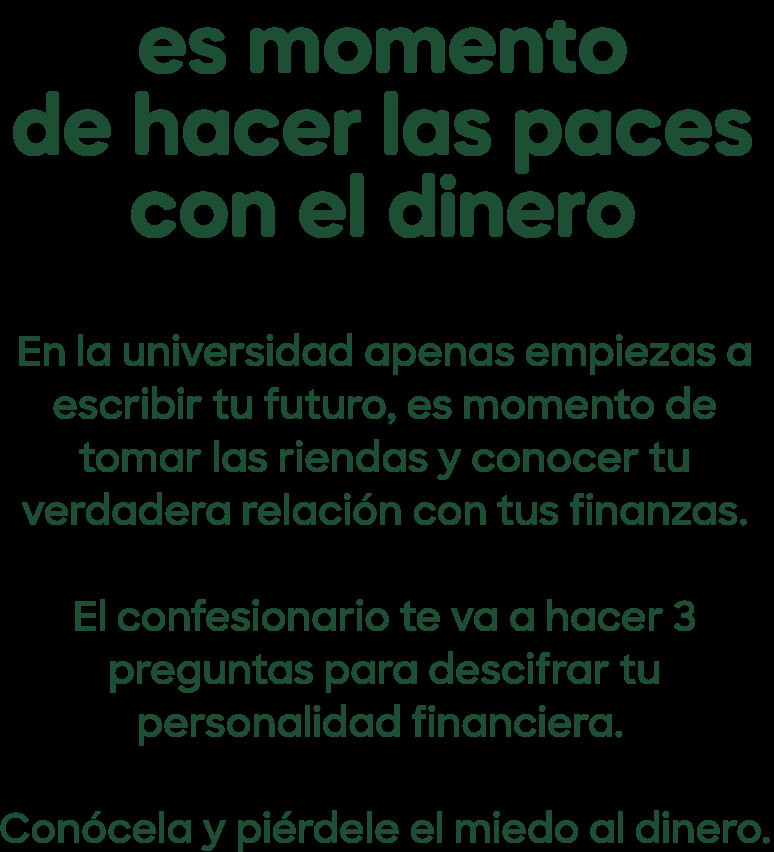 es momento
de hacer las paces
con el dinero
En la universidad apenas empiezas a
escribir tu futuro, es momento de
tomar las riendas y conocer tu
verdadera relación con tus finanzas.
El confesionario te va a hacer 3
preguntas para descifrar tu
personalidad financiera.
Conócela y piérdele el miedo al dinero.